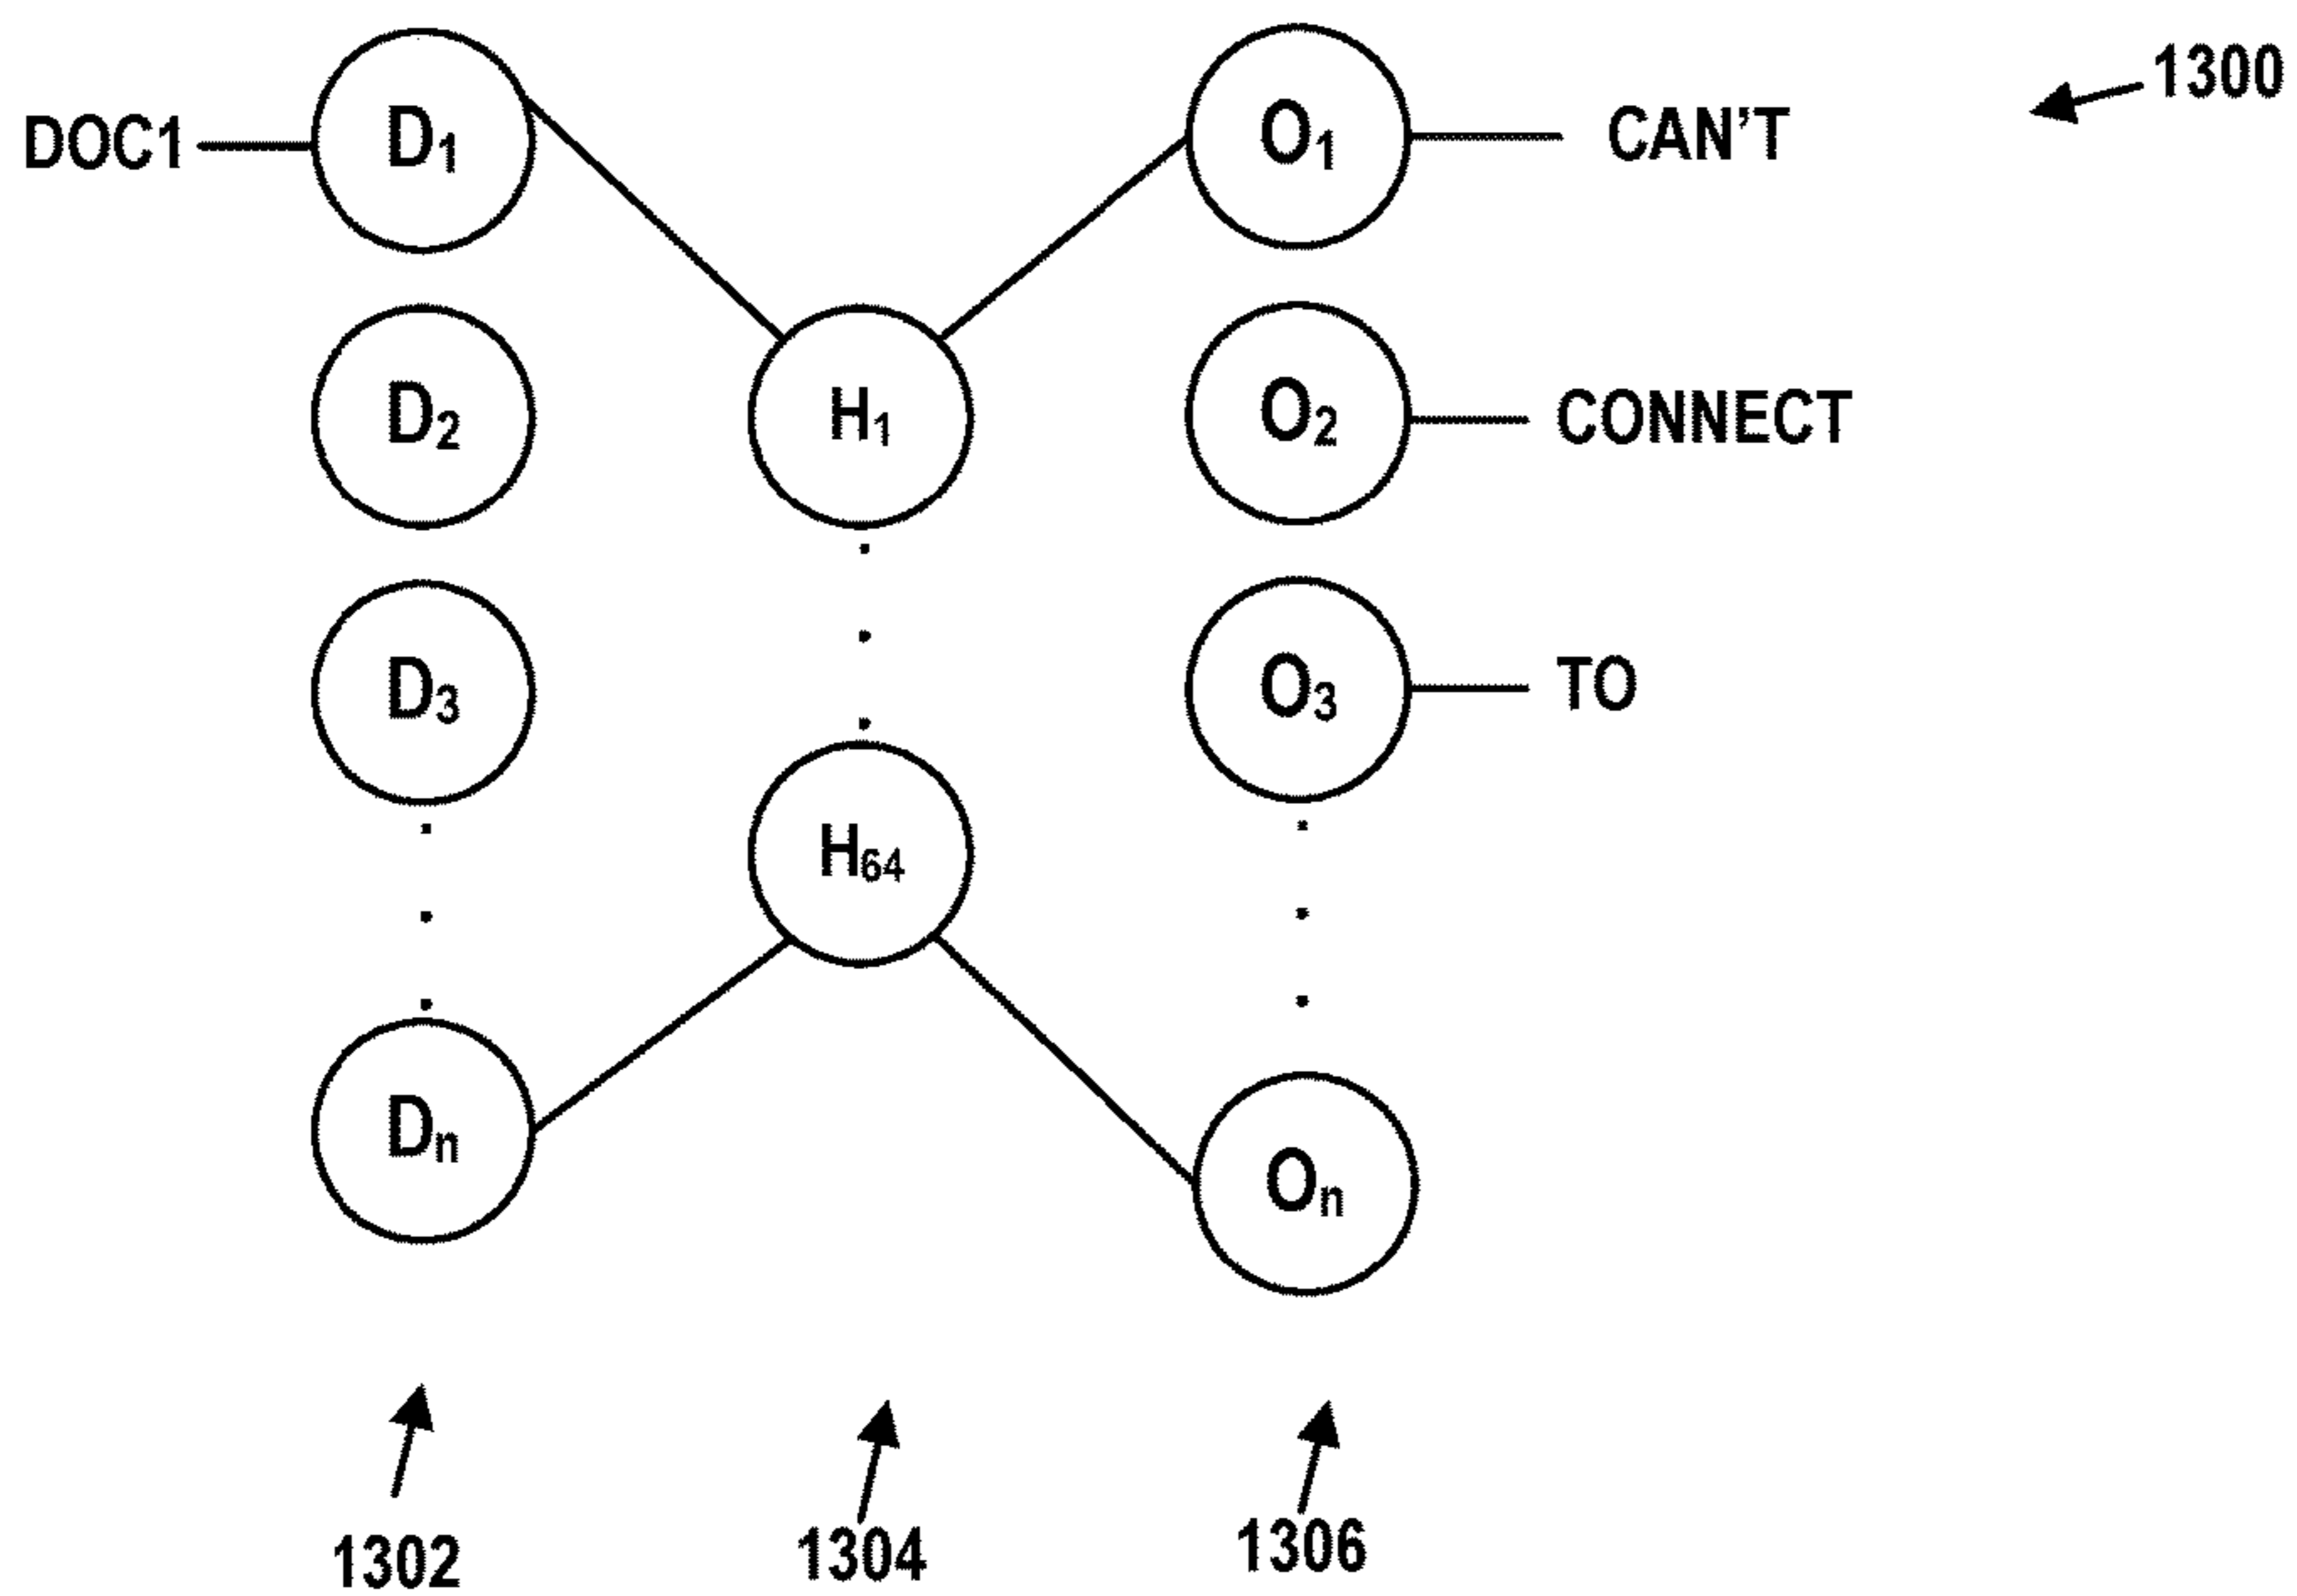 1300
DOC1 D1 O1 CAN'T
D2 H1 O2 CONNECT
D3 O3 TO
H64
Dn On
1302 1304 1306